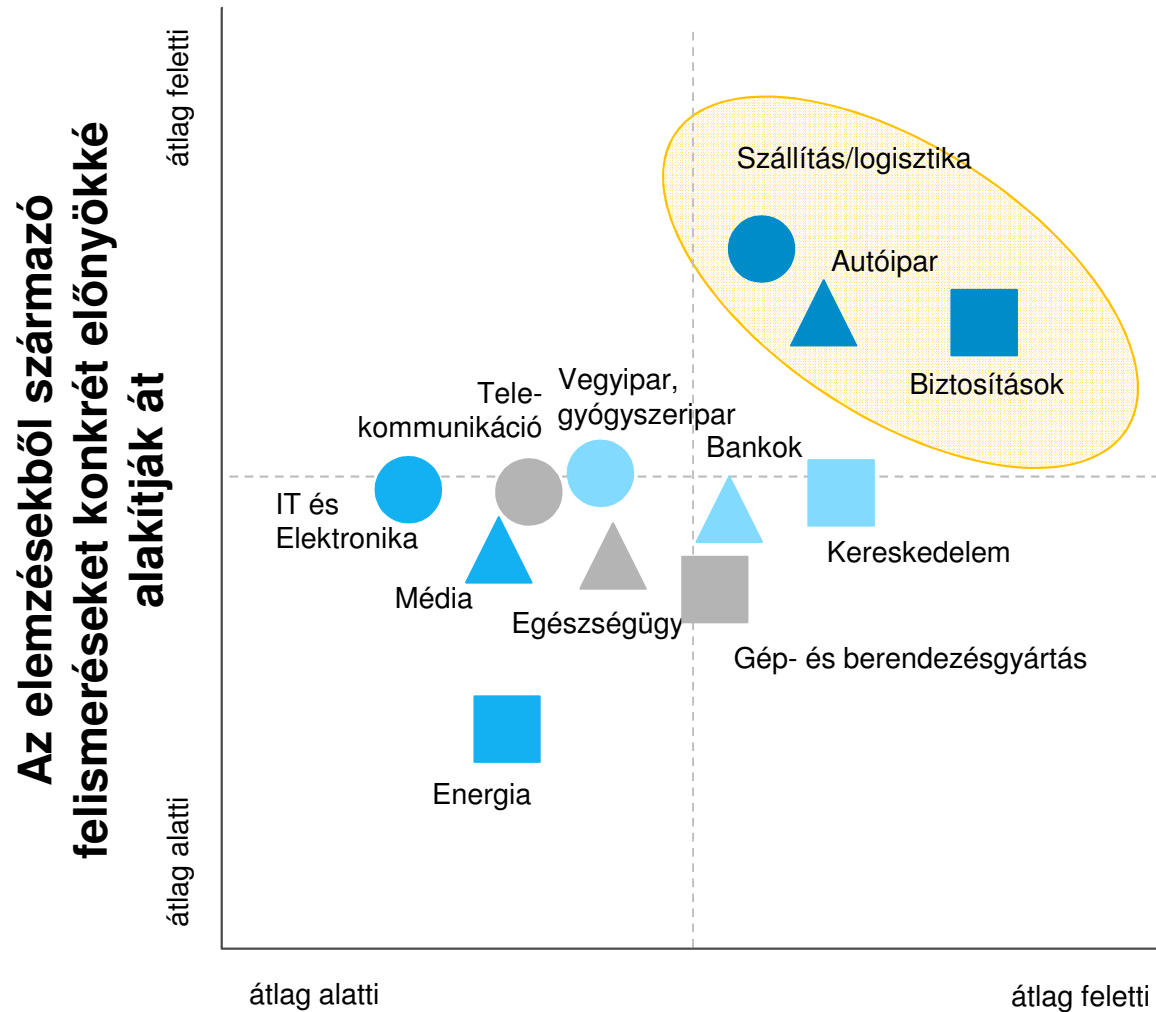 Az elemzésekből származó
felismeréseket konkrét előnyökké
alakítják át
átlag feletti
átlag alatti
Szállítás/logisztika
Autóipar
Biztosítások
Tele-
kommunikáció
Vegyipar,
gyógyszeripar
Bankok
IT és
Elektronika
Kereskedelem
Média
Egészségügy
Gép- és berendezésgyártás
Energia
átlag alatti
átlag feletti